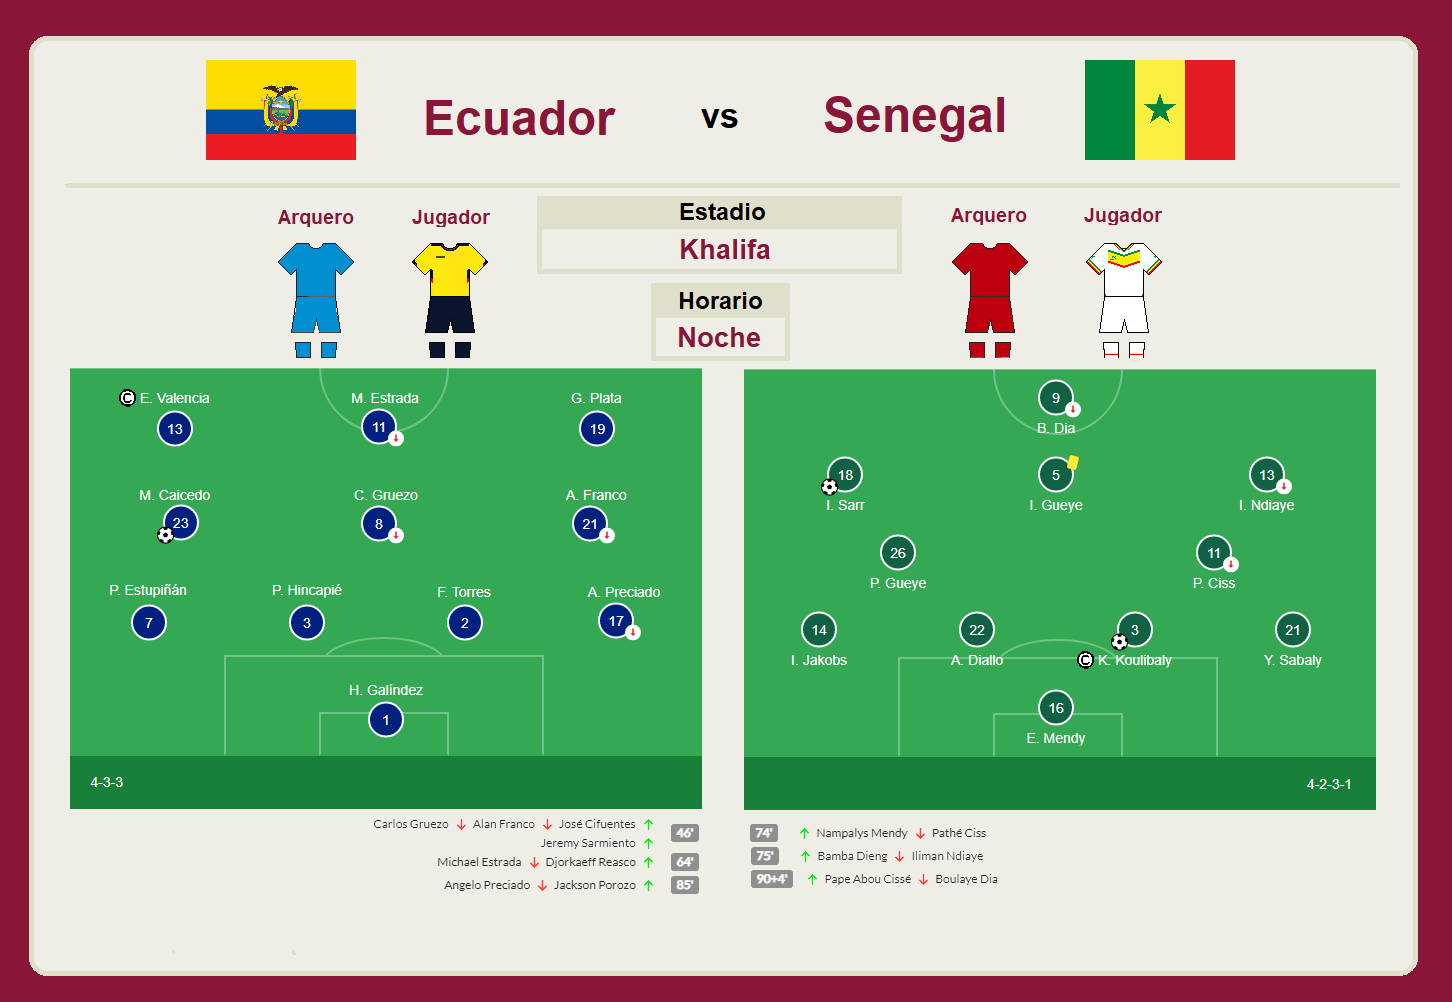 Ecuador vs Senegal
Arquero Jugador
Estadio
Khalifa
Horario
Noche
Arquero Jugador
© E. Valencia M. Estrada G. Plata
13 11 19
M. Caicedo C. Gruezo A. Franco
23 8 21
P. Estupiñán P. Hincapié F. Torres A. Preciado
7 3 2 17
H. Galíndez
1
4-3-3
9
B. Dia
18 5 13
I. Sarr I. Gueye I. Ndiaye
26 11
P. Gueye P. Ciss
14 22 3 21
I. Jakobs A. Diallo © K. Koulibaly Y. Sabaly
16
E. Mendy
4-2-3-1
Carlos Gruezo ↓ Alan Franco ↓ José Cifuentes ↑ 46'
Jeremy Sarmiento ↑
Michael Estrada ↓ Djorkaeff Reasco ↑ 64'
Angelo Preciado ↓ Jackson Porozo ↑ 85'
74' ↑ Nampalys Mendy ↓ Pathé Ciss
75' ↑ Bamba Dieng ↓ Iliman Ndiaye
90+4' ↑ Pape Abou Cissé ↓ Boulaye Dia